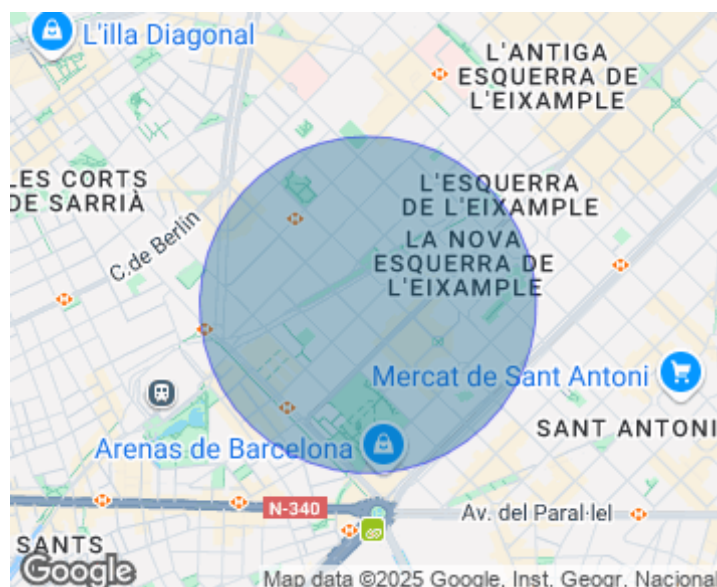 L'illa Diagonal
L'ANTIGA
ESQUERRA DE
L'EIXAMPLE
LES CORTS
DE SARRIÀ
L'ESQUERRA
DE L'EIXAMPLE
C. de Berlin
LA NOVA
ESQUERRA DE
L'EIXAMPLE
Mercat de Sant Antoni
Arenas de Barcelona
SANT ANTONI
N-340
Av. del Paral·lel
SANTS
Google
Map data ©2025 Google, Inst. Geogr. Nacional